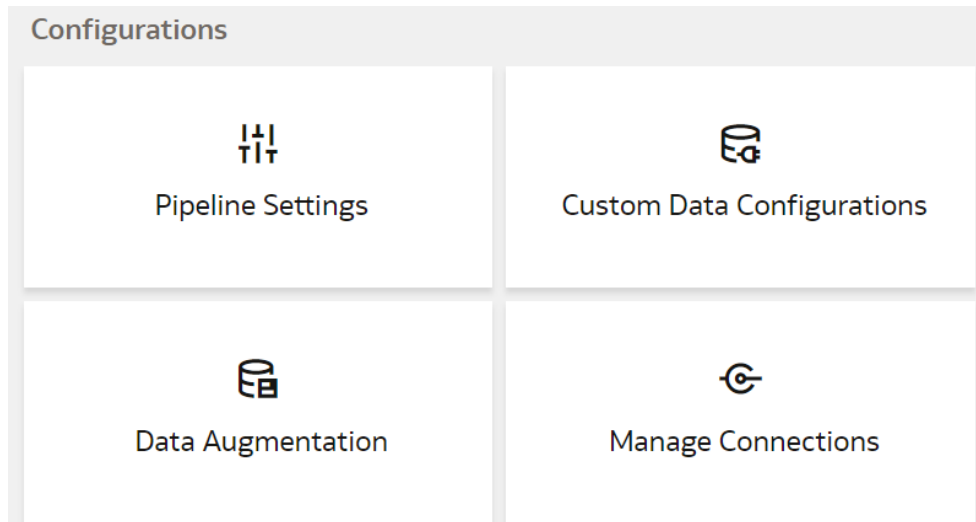 Configurations
Pipeline Settings
Custom Data Configurations
Data Augmentation
Manage Connections